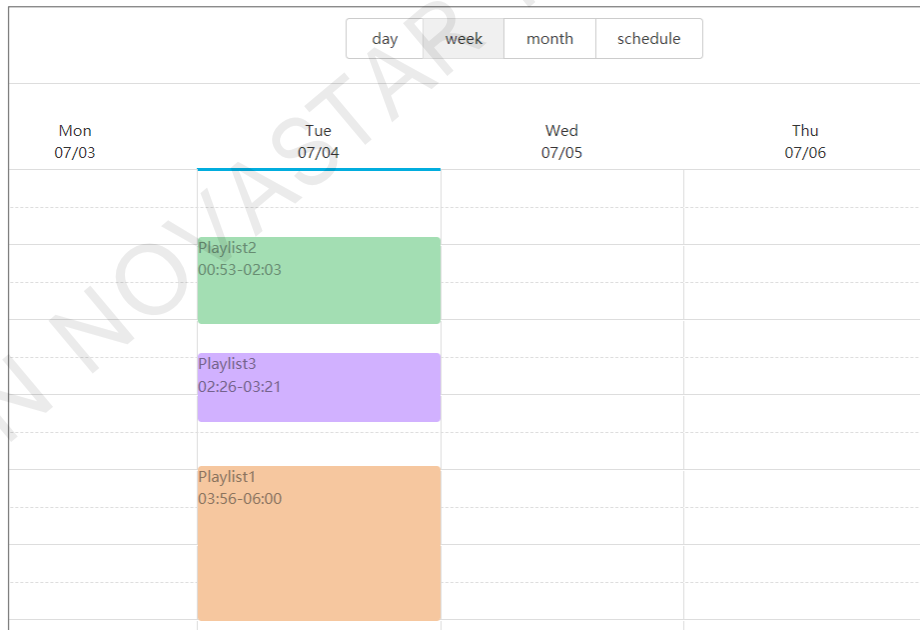 day week month schedule
Mon Tue Wed Thu
07/03 07/04 07/05 07/06
Playlist2
00:53-02:03
Playlist3
02:26-03:21
Playlist1
03:56-06:00
N NOVASTAR